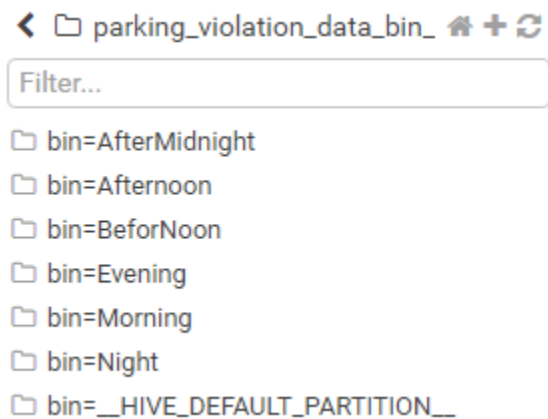 parking_violation_data_bin_
Filter...
bin=AfterMidnight
bin=Afternoon
bin=BeforNoon
bin=Evening
bin=Morning
bin=Night
bin=__HIVE_DEFAULT_PARTITION__